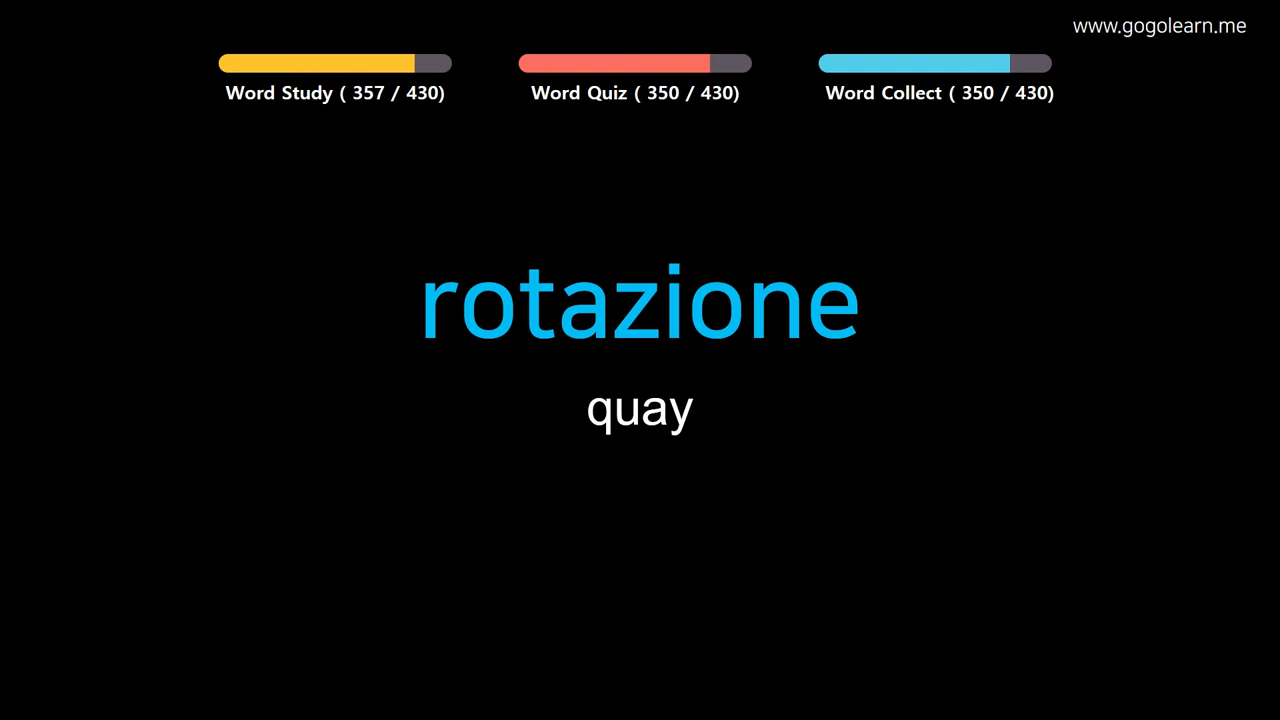 www.gogolearn.me
Word Study ( 357 / 430)
Word Quiz ( 350 / 430)
Word Collect ( 350 / 430)
rotazione
quay